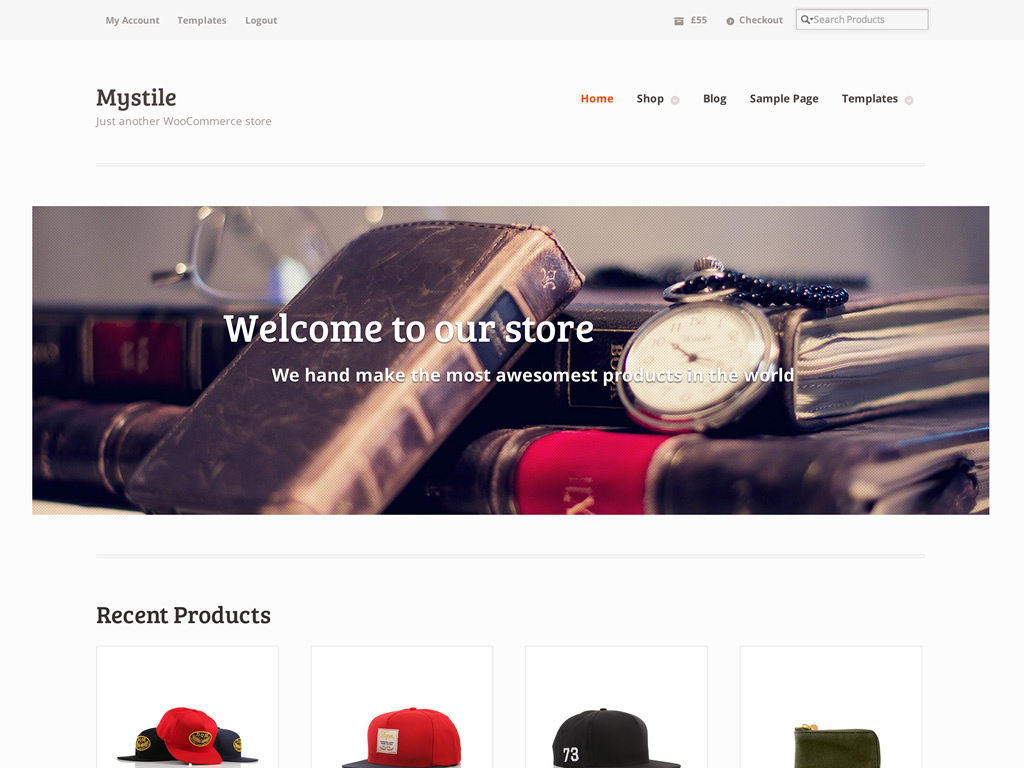 My Account Templates Logout £55 Checkout Search Products
Mystile
Just another WooCommerce store
Home Shop Blog Sample Page Templates
Welcome to our store
We hand make the most awesomest products in the world
Recent Products
73